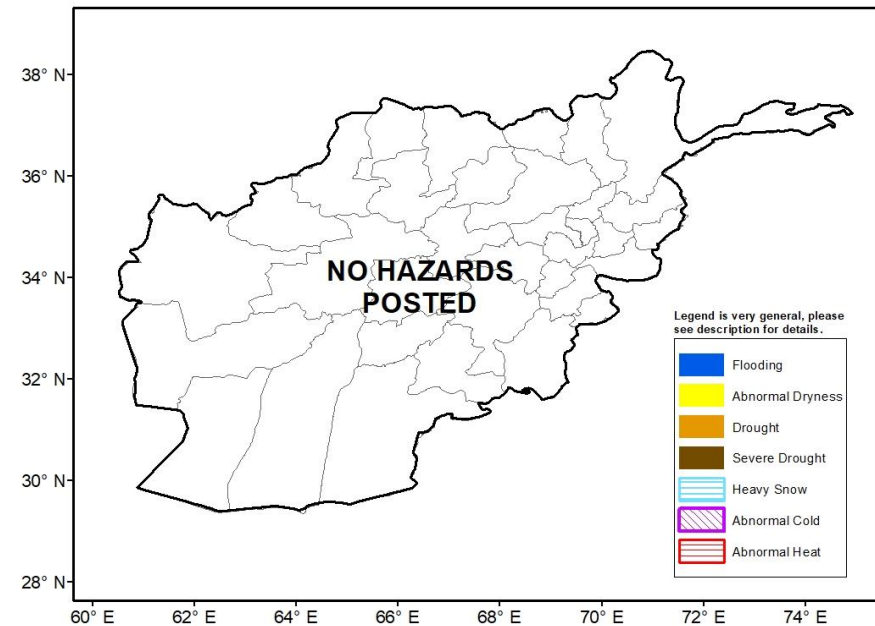 38° N
36° N
34° N
32° N
30° N
28° N
NO HAZARDS
POSTED
Legend is very general, please
see description for details.
Flooding
Abnormal Dryness
Drought
Severe Drought
Heavy Snow
Abnormal Cold
Abnormal Heat
60° E 62° E 64° E 66° E 68° E 70° E 72° E 74° E